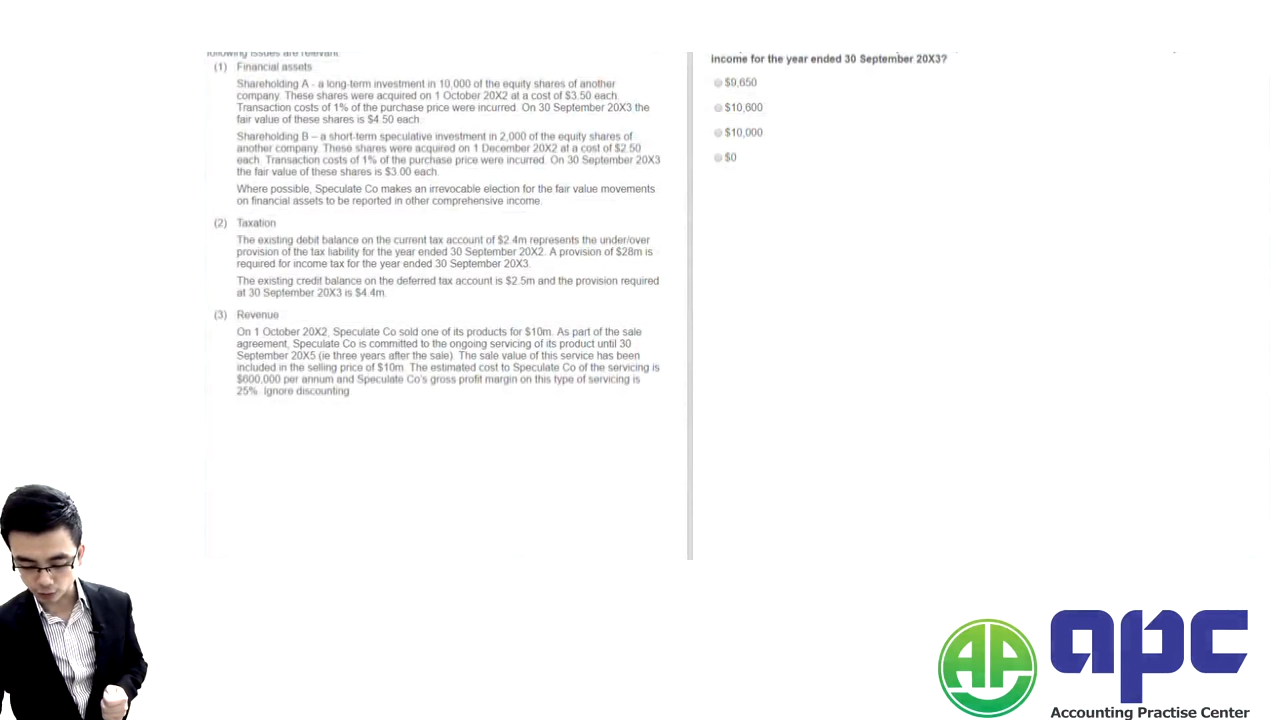 following issues are relevant.
(1) Financial assets
Shareholding A - a long-term investment in 10,000 of the equity shares of another
company. These shares were acquired on 1 October 20X2 at a cost of $3.50 each.
Transaction costs of 1% of the purchase price were incurred. On 30 September 20X3 the
fair value of these shares is $4.50 each.
Shareholding B – a short-term speculative investment in 2,000 of the equity shares of
another company. These shares were acquired on 1 December 20X2 at a cost of $2.50
each. Transaction costs of 1% of the purchase price were incurred. On 30 September 20X3
the fair value of these shares is $3.00 each.
Where possible, Speculate Co makes an irrevocable election for the fair value movements
on financial assets to be reported in other comprehensive income.
(2) Taxation
The existing debit balance on the current tax account of $2.4m represents the under/over
provision of the tax liability for the year ended 30 September 20X2. A provision of $28m is
required for income tax for the year ended 30 September 20X3.
The existing credit balance on the deferred tax account is $2.5m and the provision required
at 30 September 20X3 is $4.4m.
(3) Revenue
On 1 October 20X2, Speculate Co sold one of its products for $10m. As part of the sale
agreement, Speculate Co is committed to the ongoing servicing of its product until 30
September 20X5 (ie three years after the sale). The sale value of this service has been
included in the selling price of $10m. The estimated cost to Speculate Co of the servicing is
$600,000 per annum and Speculate Co's gross profit margin on this type of servicing is
25%. Ignore discounting
income for the year ended 30 September 20X3?
$9,650
$10,600
$10,000
$0
AP
apc
Accounting Practise Center